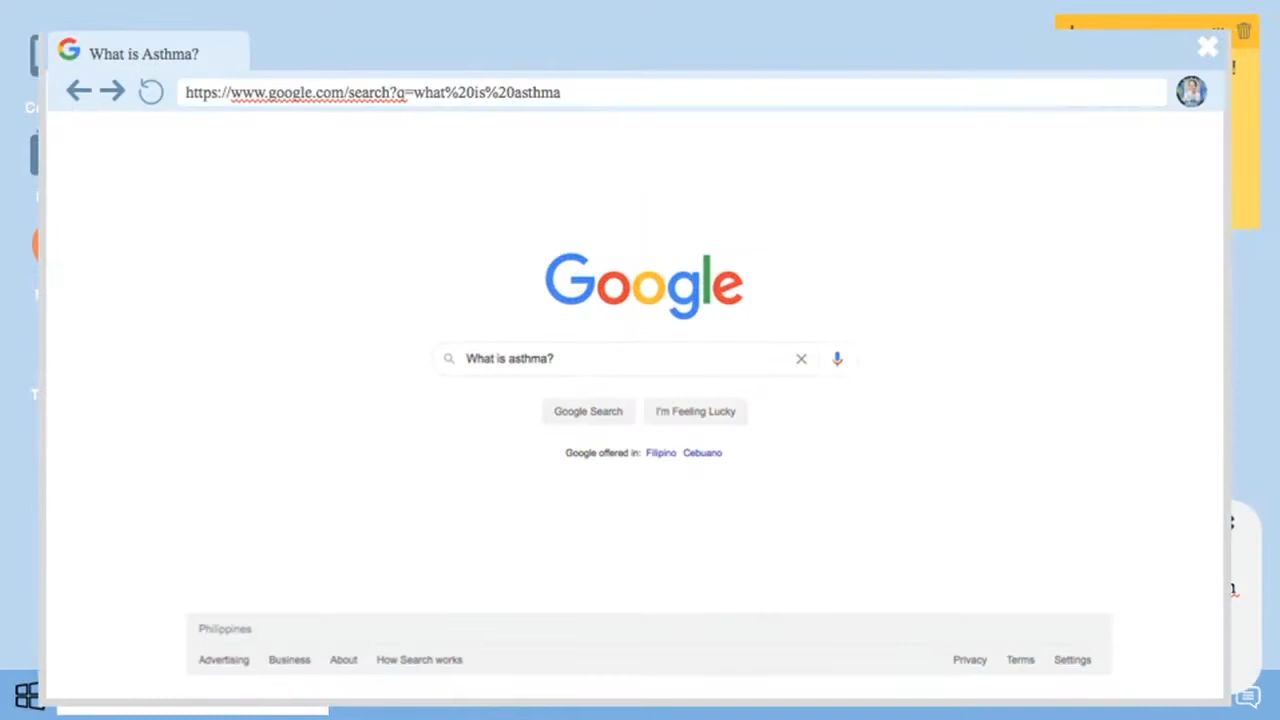 What is Asthma?
https://www.google.com/search?q=what%20is%20asthma
Google
What is asthma?
Google Search I'm Feeling Lucky
Google offered in: Filipino Cebuano
Philippines
Advertising Business About How Search works Privacy Terms Settings